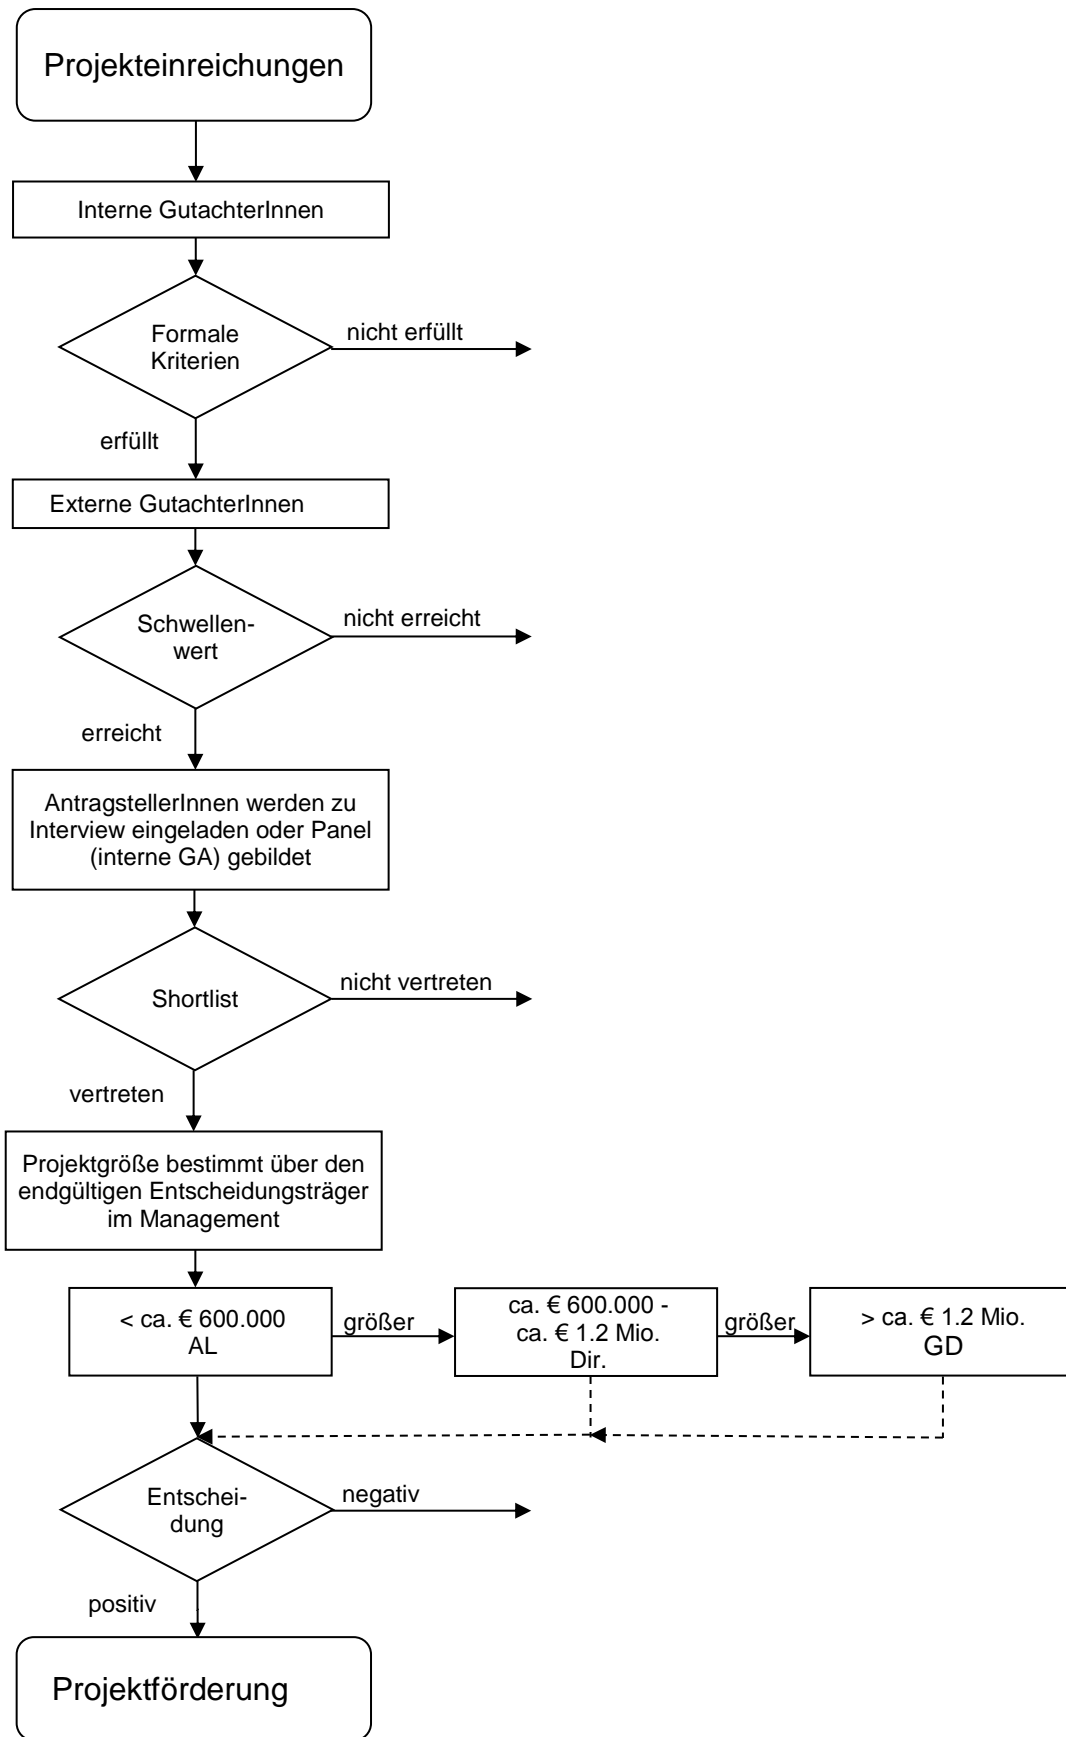 Projekteinreichungen
Interne GutachterInnen
Formale
Kriterien
nicht erfüllt
erfüllt
Externe GutachterInnen
Schwellen-
wert
nicht erreicht
erreicht
AntragstellerInnen werden zu
Interview eingeladen oder Panel
(interne GA) gebildet
Shortlist
nicht vertreten
vertreten
Projektgröße bestimmt über den
endgültigen Entscheidungsträger
im Management
< ca. € 600.000
AL
größer
ca. € 600.000 -
ca. € 1.2 Mio.
Dir.
größer
> ca. € 1.2 Mio.
GD
Entschei-
dung
negativ
positiv
Projektförderung